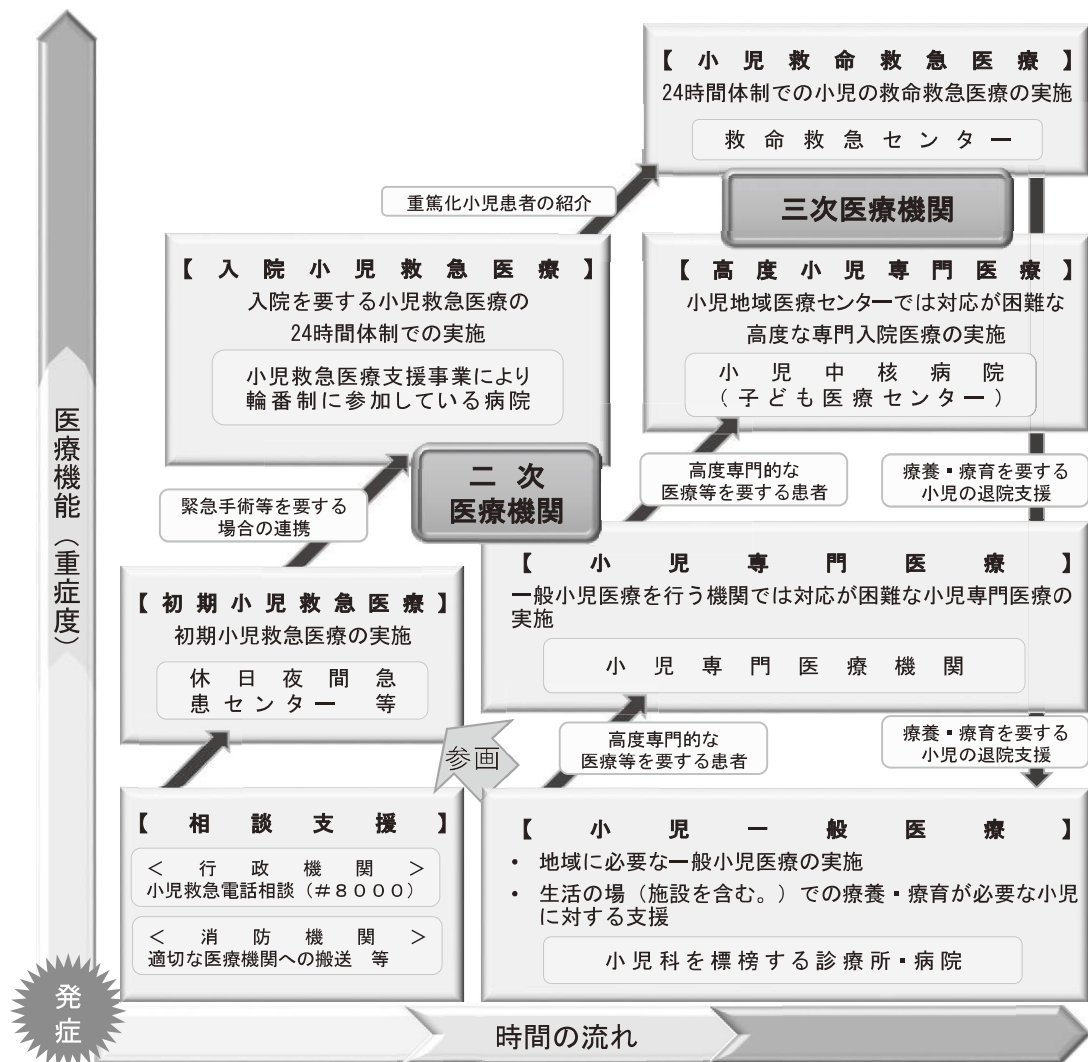 【小児救命救急医療】
24時間体制での小児の救命救急医療の実施
救命救急センター
三次医療機関
重篤化小児患者の紹介
【入院小児救急医療】
入院を要する小児救急医療の
24時間体制での実施
小児救急医療支援事業により
輪番制に参加している病院
【高度小児専門医療】
小児地域医療センターでは対応が困難な
高度な専門入院医療の実施
小児中核病院
(子ども医療センター)
二次
医療機関
高度専門的な
医療等を要する患者
療養・療育を要する
小児の退院支援
緊急手術等を要する
場合の連携
【初期小児救急医療】
初期小児救急医療の実施
休日夜間急
患センター 等
【小児専門医療】
一般小児医療を行う機関では対応が困難な小児専門医療の
実施
小児専門医療機関
参画
高度専門的な
医療等を要する患者
療養・療育を要する
小児の退院支援
【相談支援】
<行政機関>
小児救急電話相談(#8000)
<消防機関>
適切な医療機関への搬送 等
【小児一般医療】
・ 地域に必要な一般小児医療の実施
・ 生活の場(施設を含む。)での療養・療育が必要な小児
に対する支援
小児科を標榜する診療所・病院
医療機能(重症度)
発症
時間の流れ